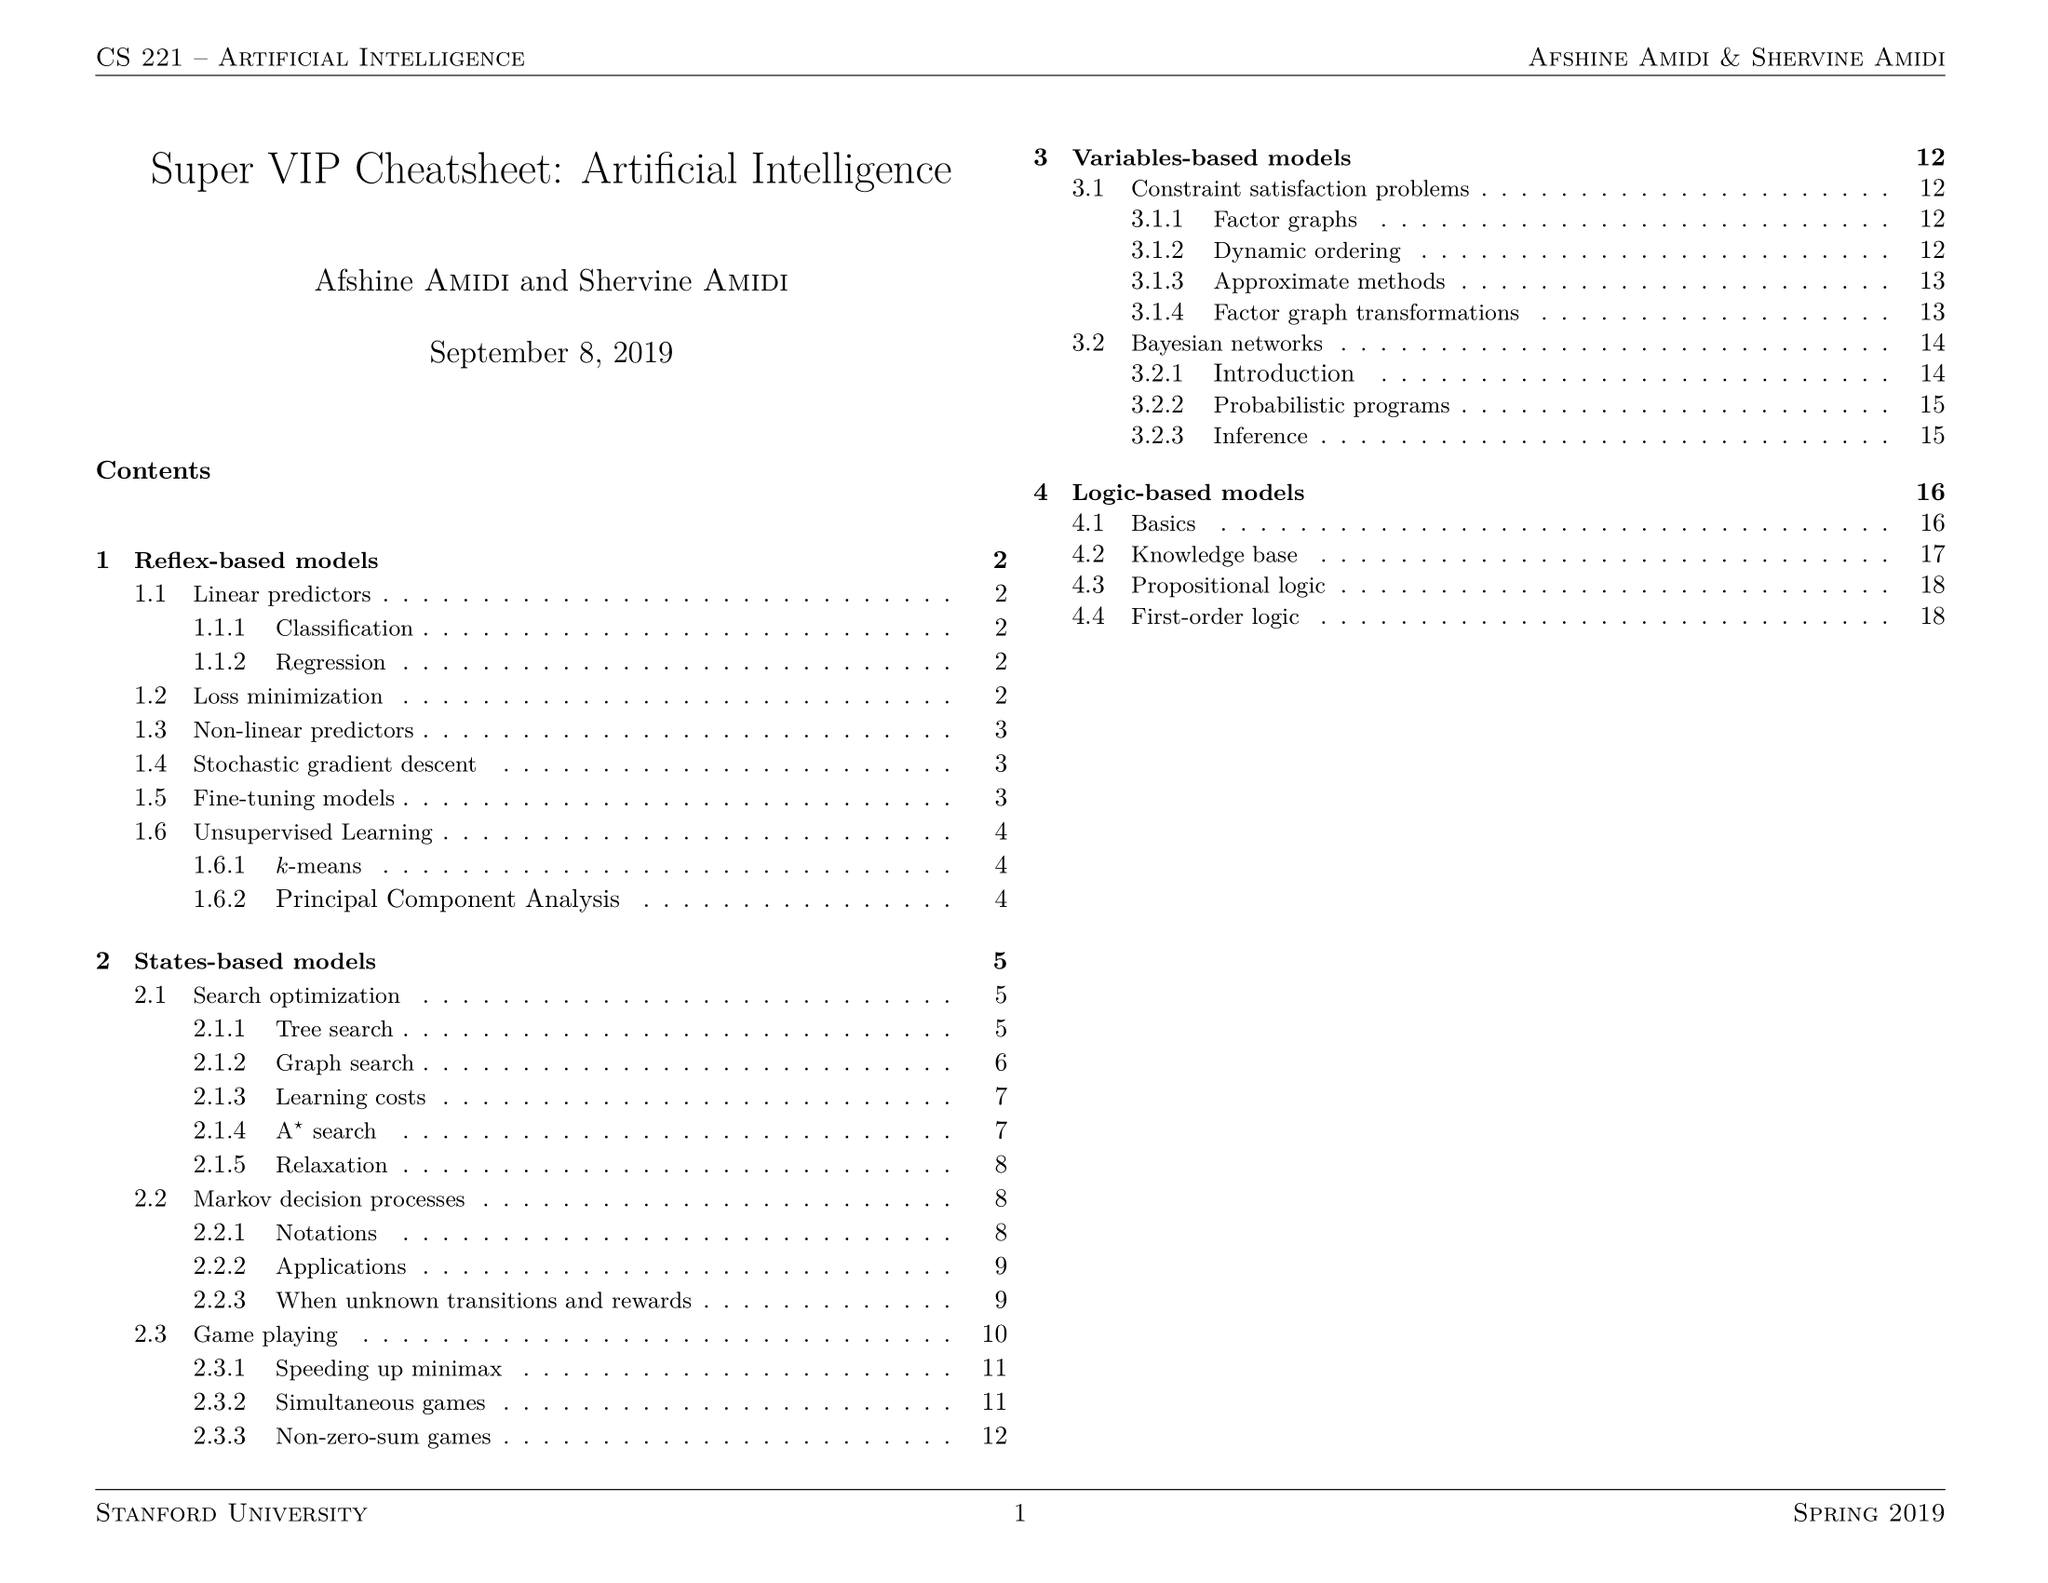 CS 221 – Artificial Intelligence
Afshine Amidi & Shervine Amidi
Super VIP Cheatsheet: Artificial Intelligence
Afshine Amidi and Shervine Amidi
September 8, 2019
Contents
1 Reflex-based models 2
1.1 Linear predictors . . . . . . . . . . . . . . . . . . . . . . . . . . . . . 2
1.1.1 Classification . . . . . . . . . . . . . . . . . . . . . . . . . . . 2
1.1.2 Regression . . . . . . . . . . . . . . . . . . . . . . . . . . . . 2
1.2 Loss minimization . . . . . . . . . . . . . . . . . . . . . . . . . . . . 2
1.3 Non-linear predictors . . . . . . . . . . . . . . . . . . . . . . . . . . . 3
1.4 Stochastic gradient descent . . . . . . . . . . . . . . . . . . . . . . . 3
1.5 Fine-tuning models . . . . . . . . . . . . . . . . . . . . . . . . . . . . 3
1.6 Unsupervised Learning . . . . . . . . . . . . . . . . . . . . . . . . . . 4
1.6.1 k-means . . . . . . . . . . . . . . . . . . . . . . . . . . . . . 4
1.6.2 Principal Component Analysis . . . . . . . . . . . . . . . . 4
2 States-based models 5
2.1 Search optimization . . . . . . . . . . . . . . . . . . . . . . . . . . . 5
2.1.1 Tree search . . . . . . . . . . . . . . . . . . . . . . . . . . . . 5
2.1.2 Graph search . . . . . . . . . . . . . . . . . . . . . . . . . . . 6
2.1.3 Learning costs . . . . . . . . . . . . . . . . . . . . . . . . . . 7
2.1.4 A⋆ search . . . . . . . . . . . . . . . . . . . . . . . . . . . . 7
2.1.5 Relaxation . . . . . . . . . . . . . . . . . . . . . . . . . . . . 8
2.2 Markov decision processes . . . . . . . . . . . . . . . . . . . . . . . . 8
2.2.1 Notations . . . . . . . . . . . . . . . . . . . . . . . . . . . . 8
2.2.2 Applications . . . . . . . . . . . . . . . . . . . . . . . . . . . 9
2.2.3 When unknown transitions and rewards . . . . . . . . . . . . . 9
2.3 Game playing . . . . . . . . . . . . . . . . . . . . . . . . . . . . . . 10
2.3.1 Speeding up minimax . . . . . . . . . . . . . . . . . . . . . . 11
2.3.2 Simultaneous games . . . . . . . . . . . . . . . . . . . . . . . 11
2.3.3 Non-zero-sum games . . . . . . . . . . . . . . . . . . . . . . . 12
3 Variables-based models 12
3.1 Constraint satisfaction problems . . . . . . . . . . . . . . . . . . . . . 12
3.1.1 Factor graphs . . . . . . . . . . . . . . . . . . . . . . . . . . 12
3.1.2 Dynamic ordering . . . . . . . . . . . . . . . . . . . . . . . . 12
3.1.3 Approximate methods . . . . . . . . . . . . . . . . . . . . . . 13
3.1.4 Factor graph transformations . . . . . . . . . . . . . . . . . . 13
3.2 Bayesian networks . . . . . . . . . . . . . . . . . . . . . . . . . . . . 14
3.2.1 Introduction . . . . . . . . . . . . . . . . . . . . . . . . . . 14
3.2.2 Probabilistic programs . . . . . . . . . . . . . . . . . . . . . . 15
3.2.3 Inference . . . . . . . . . . . . . . . . . . . . . . . . . . . . . 15
4 Logic-based models 16
4.1 Basics . . . . . . . . . . . . . . . . . . . . . . . . . . . . . . . . . . 16
4.2 Knowledge base . . . . . . . . . . . . . . . . . . . . . . . . . . . . . 17
4.3 Propositional logic . . . . . . . . . . . . . . . . . . . . . . . . . . . . 18
4.4 First-order logic . . . . . . . . . . . . . . . . . . . . . . . . . . . . . 18
Stanford University
1
Spring 2019